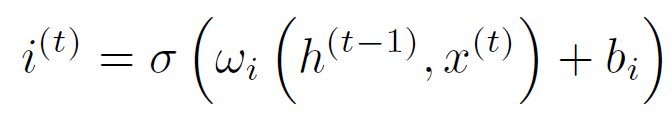 i^{(t)} = σ(ω_i(h^{(t−1)}, x^{(t)}) + b_i)